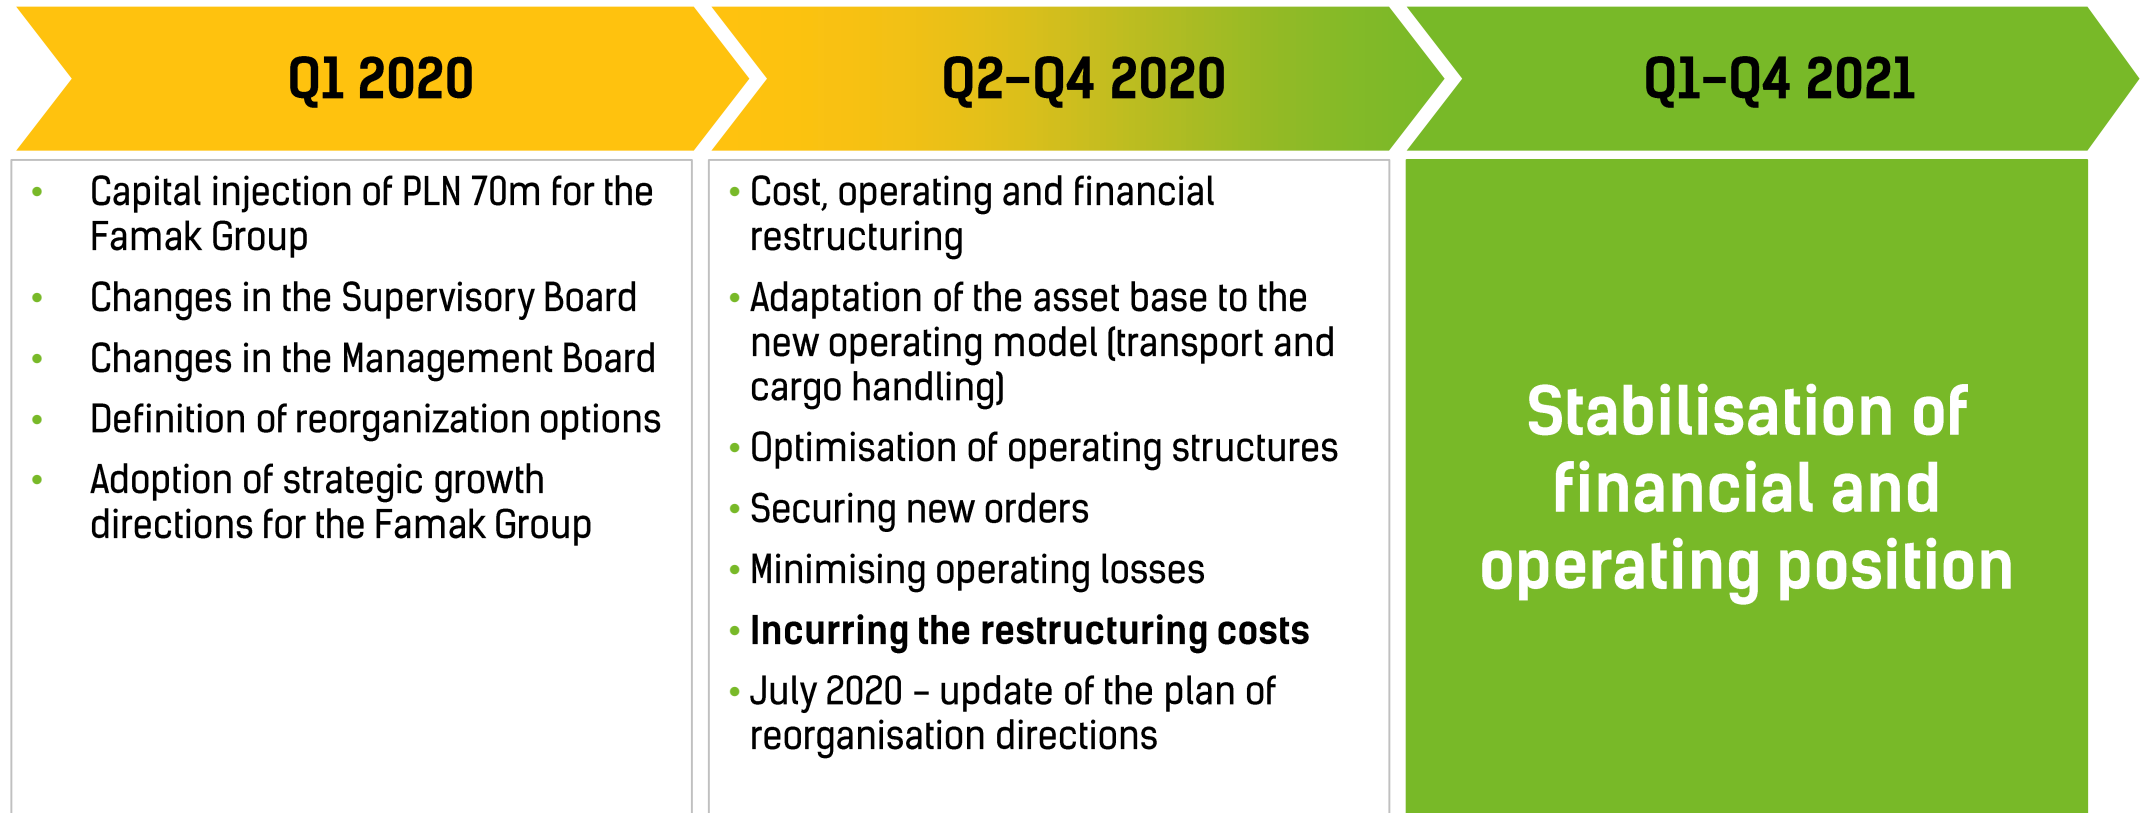 Q1 2020
Q2–Q4 2020
Q1–Q4 2021
• Capital injection of PLN 70m for the
Famak Group
• Changes in the Supervisory Board
• Changes in the Management Board
• Definition of reorganization options
• Adoption of strategic growth
directions for the Famak Group
• Cost, operating and financial
restructuring
• Adaptation of the asset base to the
new operating model (transport and
cargo handling)
• Optimisation of operating structures
• Securing new orders
• Minimising operating losses
• Incurring the restructuring costs
• July 2020 – update of the plan of
reorganisation directions
Stabilisation of
financial and
operating position